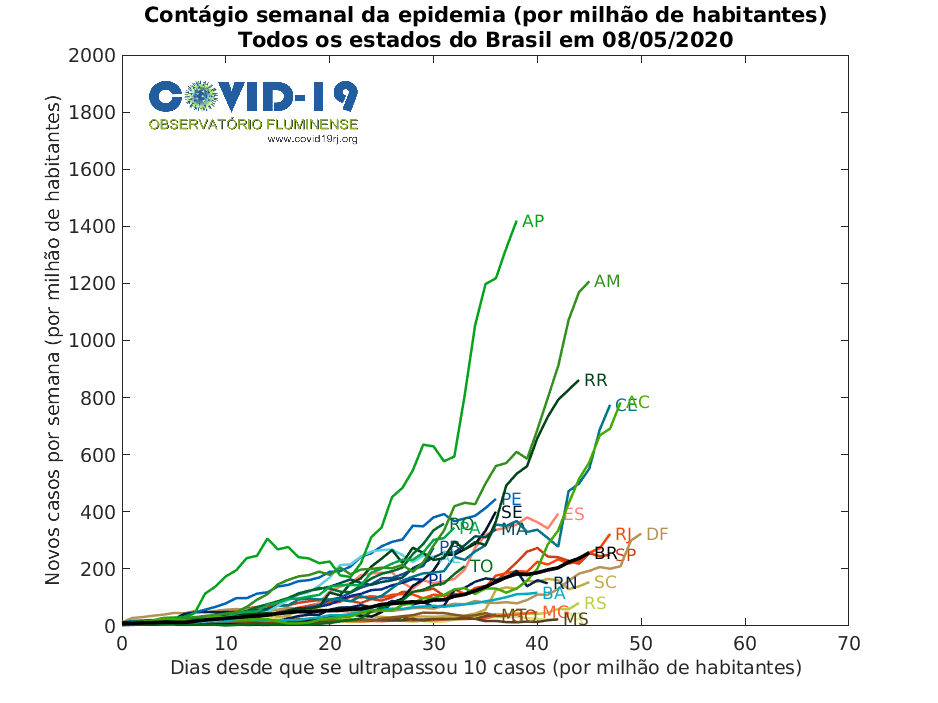 Contágio semanal da epidemia (por milhão de habitantes)
Todos os estados do Brasil em 08/05/2020
COVID-19
OBSERVATÓRIO FLUMINENSE
www.covid19rj.org
Novos casos por semana (por milhão de habitantes)
2000
1800
1600
1400
1200
1000
800
600
400
200
0
AP
AM
RR
CE
AC
PE
SE
ES
RO
PA
MA
RJ
DF
BR
SP
TO
PI
RN
SC
BA
RS
MT
MG
MS
0 10 20 30 40 50 60 70
Dias desde que se ultrapassou 10 casos (por milhão de habitantes)